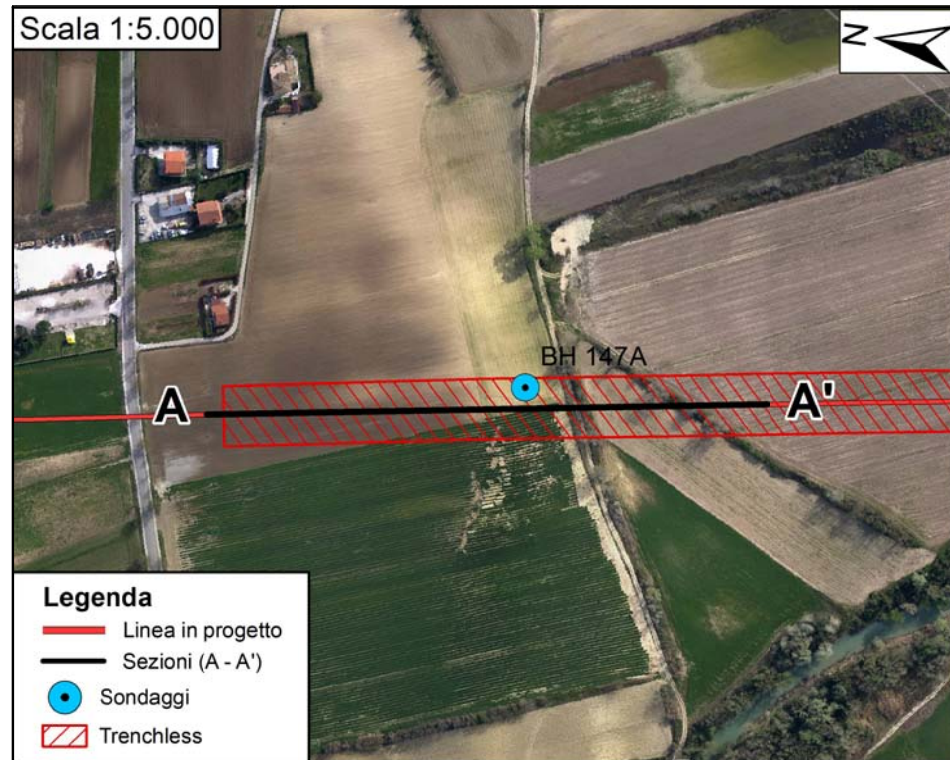 Scala 1:5.000
N
BH 147A
A
A'
Legenda
Linea in progetto
Sezioni (A - A')
Sondaggi
Trenchless